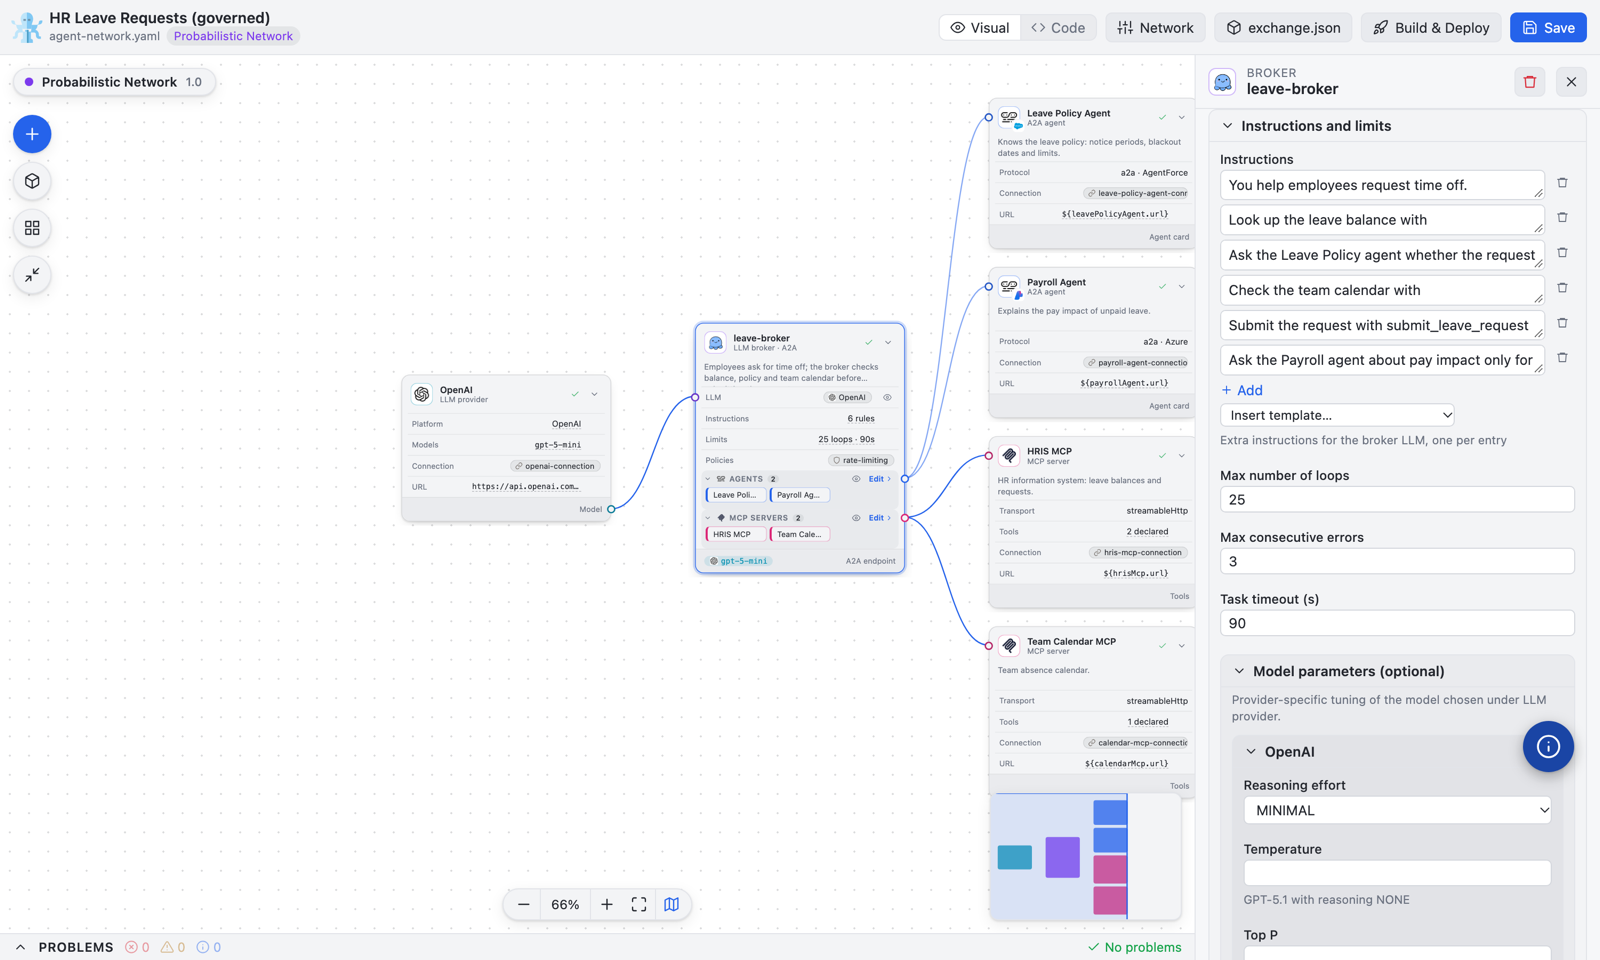 HR Leave Requests (governed)
agent-network.yaml Probabilistic Network
Visual
Code
Network
exchange.json
Build & Deploy
Save
Probabilistic Network 1.0
OpenAI
LLM provider
Platform OpenAI
Models gpt-5-mini
Connection openai-connection
URL https://api.openai.com…
Model
leave-broker
LLM broker · A2A
Employees ask for time off; the broker checks
balance, policy and team calendar before…
LLM OpenAI
Instructions 6 rules
Limits 25 loops · 90s
Policies rate-limiting
AGENTS 2 Edit ›
Leave Poli… Payroll Ag…
MCP SERVERS 2 Edit ›
HRIS MCP Team Cale…
gpt-5-mini A2A endpoint
Leave Policy Agent
A2A agent
Knows the leave policy: notice periods, blackout
dates and limits.
Protocol a2a · AgentForce
Connection leave-policy-agent-conn
URL ${leavePolicyAgent.url}
Agent card
Payroll Agent
A2A agent
Explains the pay impact of unpaid leave.
Protocol a2a · Azure
Connection payroll-agent-connectio
URL ${payrollAgent.url}
Agent card
HRIS MCP
MCP server
HR information system: leave balances and
requests.
Transport streamableHttp
Tools 2 declared
Connection hris-mcp-connection
URL ${hrisMcp.url}
Tools
Team Calendar MCP
MCP server
Team absence calendar.
Transport streamableHttp
Tools 1 declared
Connection calendar-mcp-connectic
URL ${calendarMcp.url}
Tools
66%
PROBLEMS 0 0 0
No problems
BROKER
leave-broker
Instructions and limits
Instructions
You help employees request time off.
Look up the leave balance with
Ask the Leave Policy agent whether the request
Check the team calendar with
Submit the request with submit_leave_request
Ask the Payroll agent about pay impact only for
+ Add
Insert template...
Extra instructions for the broker LLM, one per entry
Max number of loops
25
Max consecutive errors
3
Task timeout (s)
90
Model parameters (optional)
Provider-specific tuning of the model chosen under LLM
provider.
OpenAI
Reasoning effort
MINIMAL
Temperature
GPT-5.1 with reasoning NONE
Top P